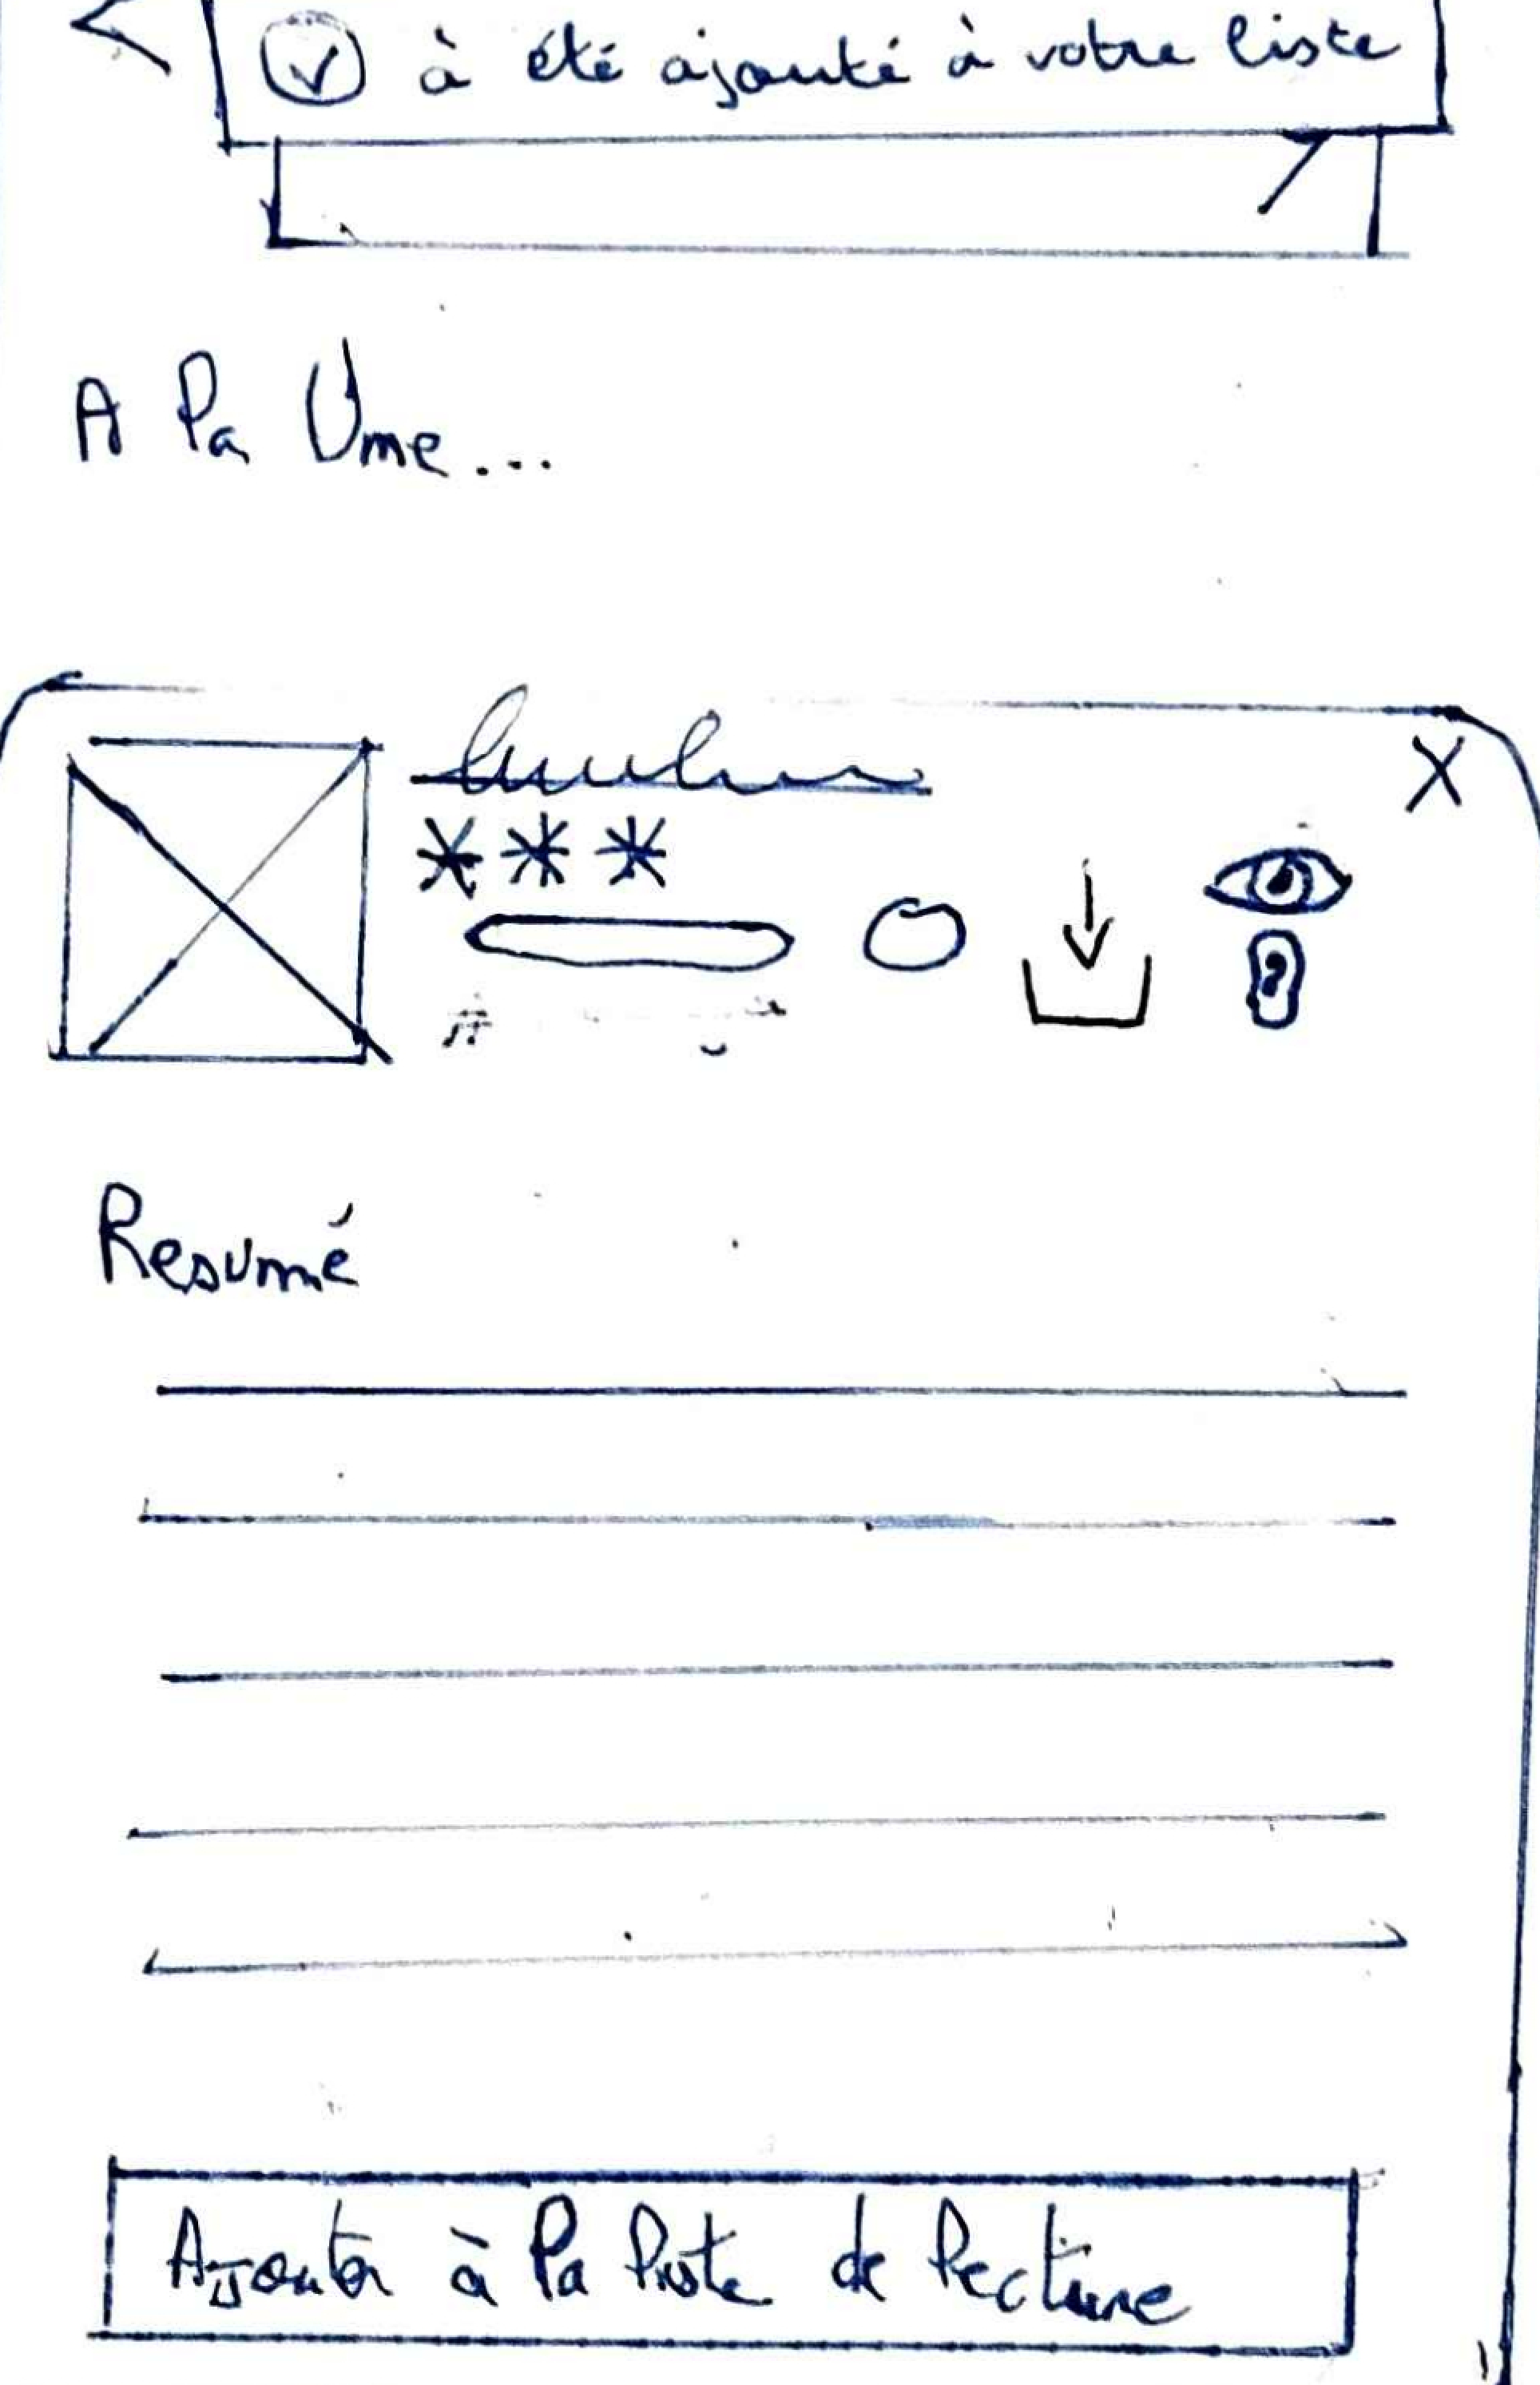 à été ajouté à votre liste
A la Une...
Resumé
Ajouter à la liste de lecture